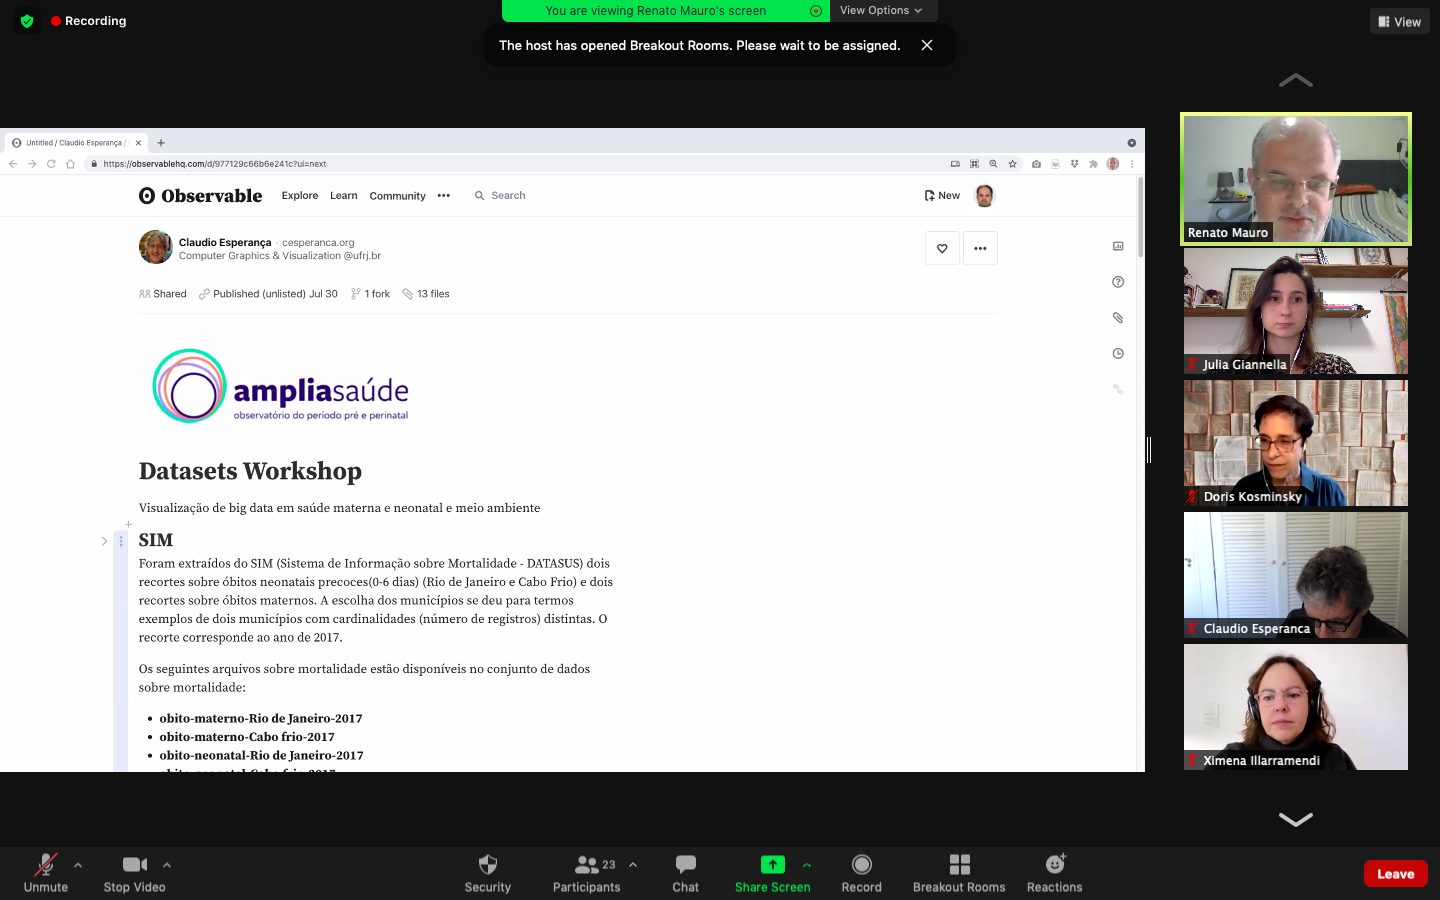 Recording
You are viewing Renato Mauro's screen
View Options
View
The host has opened Breakout Rooms. Please wait to be assigned.
Untitled / Claudio Esperança /
https://observablehq.com/d/977129c66b6e241c?ui=next
Observable
Explore
Learn
Community
Search
New
Claudio Esperança · cesperanca.org
Computer Graphics & Visualization @ufrj.br
Shared
Published (unlisted) Jul 30
1 fork
13 files
ampliasaúde
observatório do período pré e perinatal
Datasets Workshop
Visualização de big data em saúde materna e neonatal e meio ambiente
SIM
Foram extraídos do SIM (Sistema de Informação sobre Mortalidade - DATASUS) dois
recortes sobre óbitos neonatais precoces(0-6 dias) (Rio de Janeiro e Cabo Frio) e dois
recortes sobre óbitos maternos. A escolha dos municípios se deu para termos
exemplos de dois municípios com cardinalidades (número de registros) distintas. O
recorte corresponde ao ano de 2017.
Os seguintes arquivos sobre mortalidade estão disponíveis no conjunto de dados
sobre mortalidade:
• obito-materno-Rio de Janeiro-2017
• obito-materno-Cabo frio-2017
• obito-neonatal-Rio de Janeiro-2017
• obito-neonatal-Cabo frio-2017
Renato Mauro
Julia Giannella
Doris Kosminsky
Claudio Esperanca
Ximena Illarramendi
Unmute
Stop Video
Security
Participants
23
Chat
Share Screen
Record
Breakout Rooms
Reactions
Leave